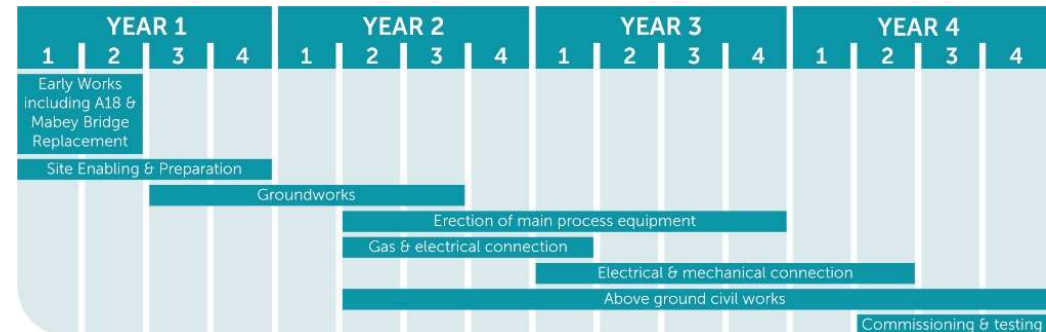 YEAR 1 YEAR 2 YEAR 3 YEAR 4
1 2 3 4 1 2 3 4 1 2 3 4 1 2 3 4
Early Works
including A18 &
Mabey Bridge
Replacement
Site Enabling & Preparation
Groundworks
Erection of main process equipment
Gas & electrical connection
Electrical & mechanical connection
Above ground civil works
Commissioning & testing